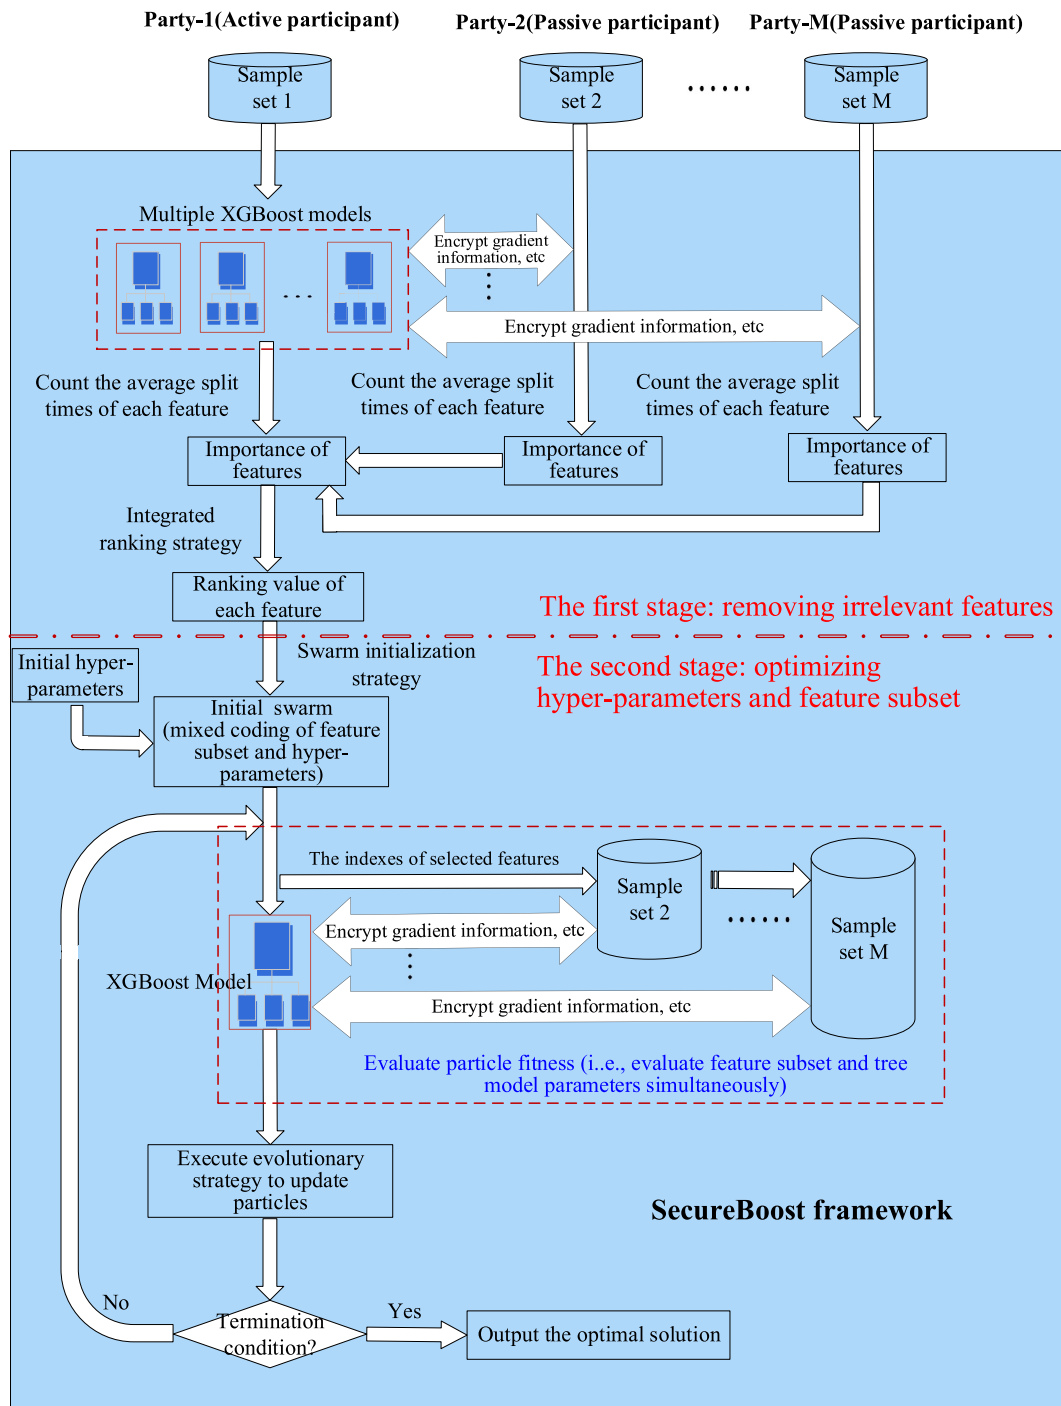 Party-1(Active participant)
Party-2(Passive participant)
Party-M(Passive participant)
Sample
set 1
Sample
set 2
......
Sample
set M
Multiple XGBoost models
Encrypt gradient
information, etc
...
...
Encrypt gradient information, etc
Count the average split
times of each feature
Count the average split
times of each feature
Count the average split
times of each feature
Importance of
features
Importance of
features
Importance of
features
Integrated
ranking strategy
Ranking value of
each feature
The first stage: removing irrelevant features
Swarm initialization
strategy
The second stage: optimizing
hyper-parameters and feature subset
Initial hyper-
parameters
Initial swarm
(mixed coding of feature
subset and hyper-
parameters)
The indexes of selected features
Sample
set 2
......
Sample
set M
Encrypt gradient information, etc
...
XGBoost Model
Encrypt gradient information, etc
Evaluate particle fitness (i..e., evaluate feature subset and tree
model parameters simultaneously)
Execute evolutionary
strategy to update
particles
SecureBoost framework
No
Termination
condition?
Yes
Output the optimal solution